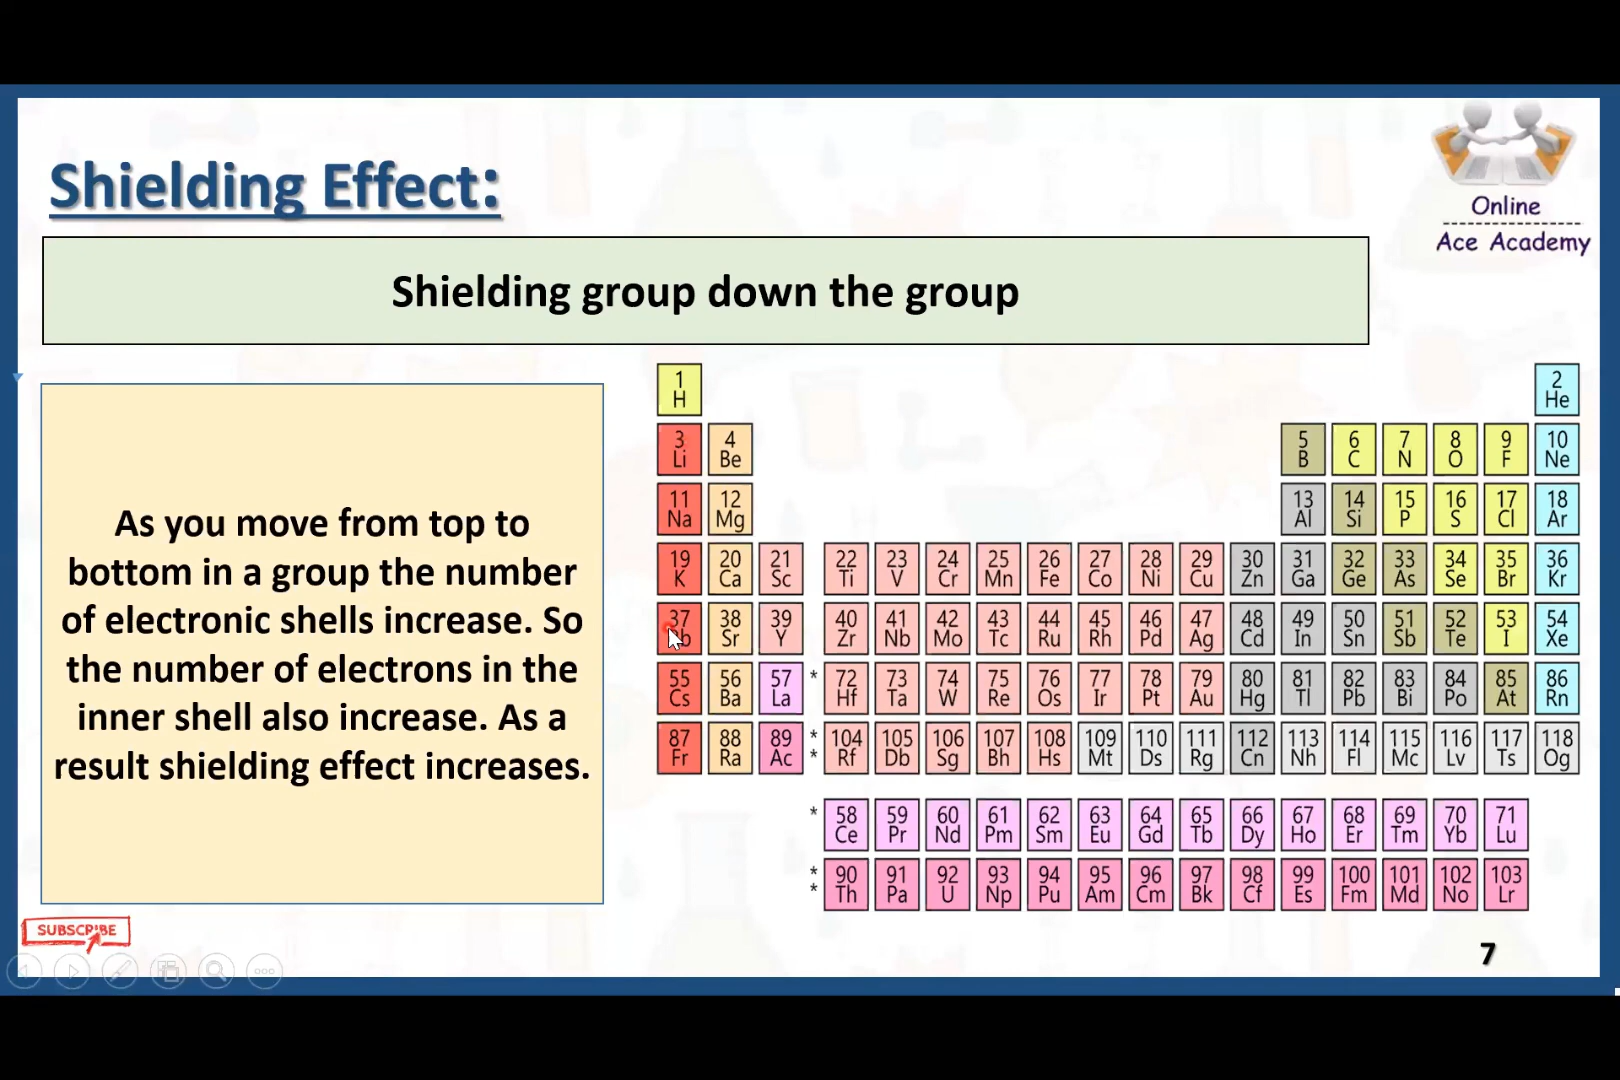 Shielding Effect:
Online
Ace Academy
Shielding group down the group
As you move from top to
bottom in a group the number
of electronic shells increase. So
the number of electrons in the
inner shell also increase. As a
result shielding effect increases.
1 2
H He
3 4 5 6 7 8 9 10
Li Be B C N O F Ne
11 12 13 14 15 16 17 18
Na Mg Al Si P S Cl Ar
19 20 21 22 23 24 25 26 27 28 29 30 31 32 33 34 35 36
K Ca Sc Ti V Cr Mn Fe Co Ni Cu Zn Ga Ge As Se Br Kr
37 38 39 40 41 42 43 44 45 46 47 48 49 50 51 52 53 54
Sr Y Zr Nb Mo Tc Ru Rh Pd Ag Cd In Sn Sb Te I Xe
55 56 57 * 72 73 74 75 76 77 78 79 80 81 82 83 84 85 86
Cs Ba La Hf Ta W Re Os Ir Pt Au Hg Tl Pb Bi Po At Rn
87 88 89 * 104 105 106 107 108 109 110 111 112 113 114 115 116 117 118
Fr Ra Ac * Rf Db Sg Bh Hs Mt Ds Rg Cn Nh Fl Mc Lv Ts Og
* 58 59 60 61 62 63 64 65 66 67 68 69 70 71
Ce Pr Nd Pm Sm Eu Gd Tb Dy Ho Er Tm Yb Lu
* 90 91 92 93 94 95 96 97 98 99 100 101 102 103
* Th Pa U Np Pu Am Cm Bk Cf Es Fm Md No Lr
SUBSCRIBE
7